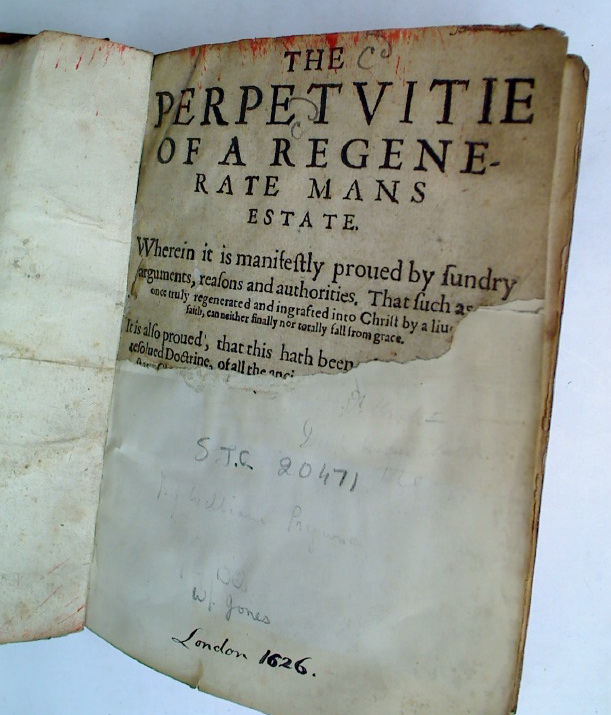 THE
PERPETVITIE
OF A REGENE-
RATE MANS
ESTATE.
Wherein it is manifeſtly proued by ſundry
arguments, reaſons and authorities. That ſuch as
once truly regenerated and ingrafted into Chriſt by a liu
faith, can neither finally nor totally fall from grace.
It is alſo proued, that this hath been
reſolued Doctrine, of all the anci
S.T.C. 20471
By William Prynne
W. Jones
London 1626.